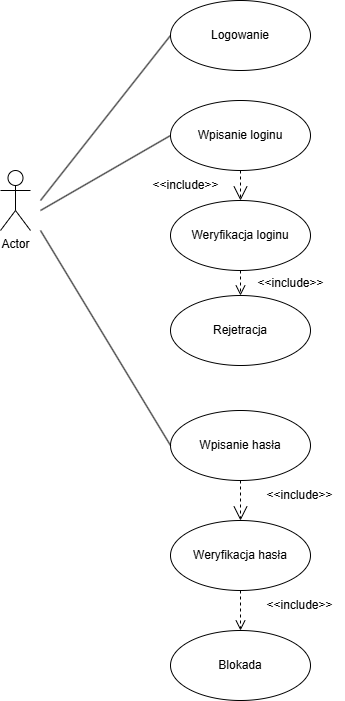 Logowanie
Wpisanie loginu
<<include>>
Actor
Weryfikacja loginu
<<include>>
Rejetracja
Wpisanie hasła
<<include>>
Weryfikacja hasła
<<include>>
Blokada